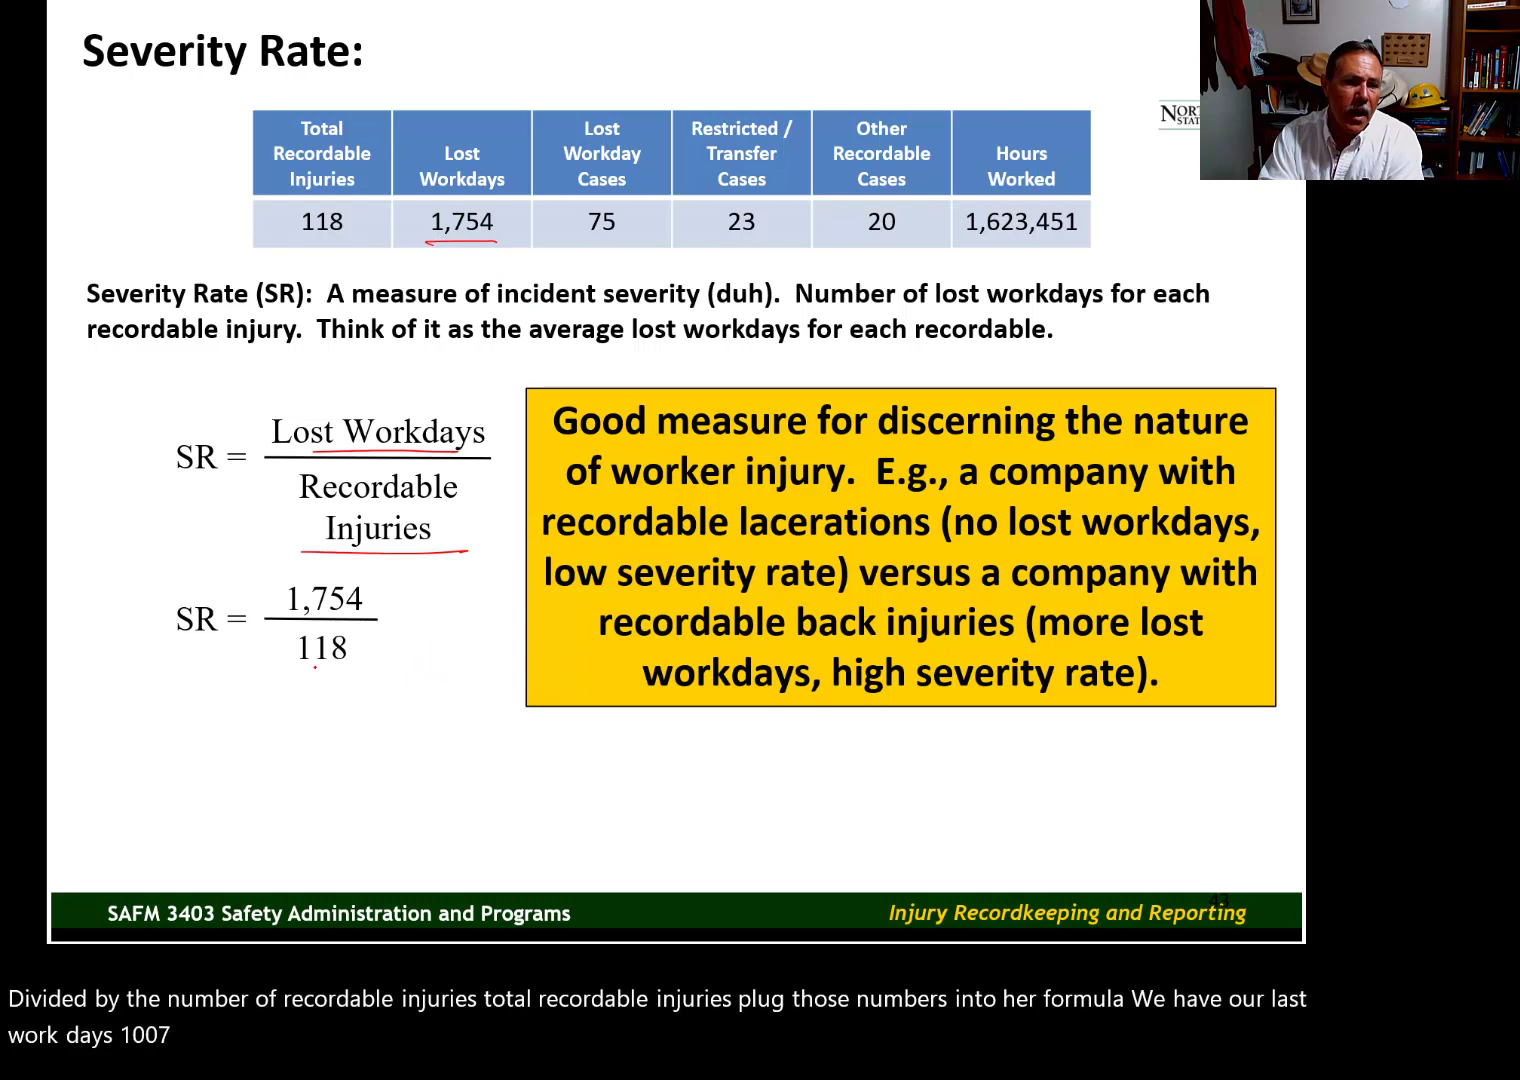 Severity Rate:
Total Recordable Injuries
Lost Workdays
Lost Workday Cases
Restricted / Transfer Cases
Other Recordable Cases
Hours Worked
118
1,754
75
23
20
1,623,451
Severity Rate (SR):  A measure of incident severity (duh).  Number of lost workdays for each
recordable injury.  Think of it as the average lost workdays for each recordable.
SR =
Lost Workdays
Recordable
Injuries
SR =
1,754
118
Good measure for discerning the nature
of worker injury.  E.g., a company with
recordable lacerations (no lost workdays,
low severity rate) versus a company with
recordable back injuries (more lost
workdays, high severity rate).
SAFM 3403 Safety Administration and Programs
43
Injury Recordkeeping and Reporting
Divided by the number of recordable injuries total recordable injuries plug those numbers into her formula We have our last
work days 1007